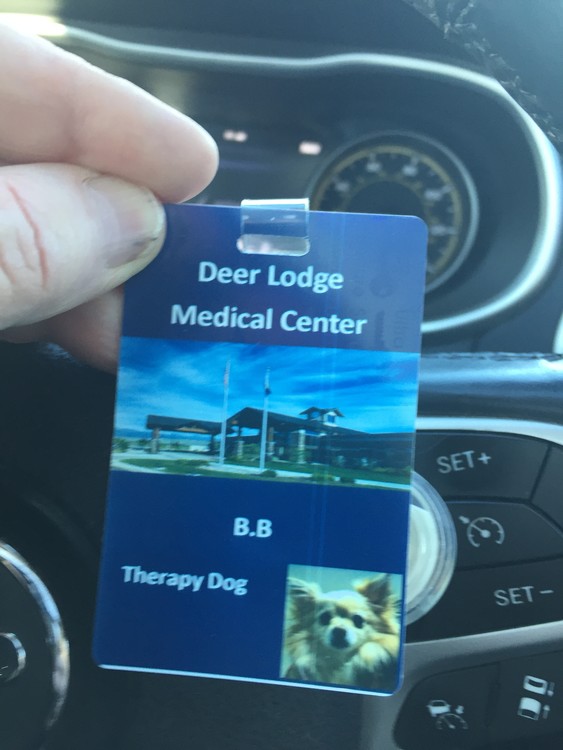 Deer Lodge
Medical Center
B.B
Therapy Dog
SET+
SET−